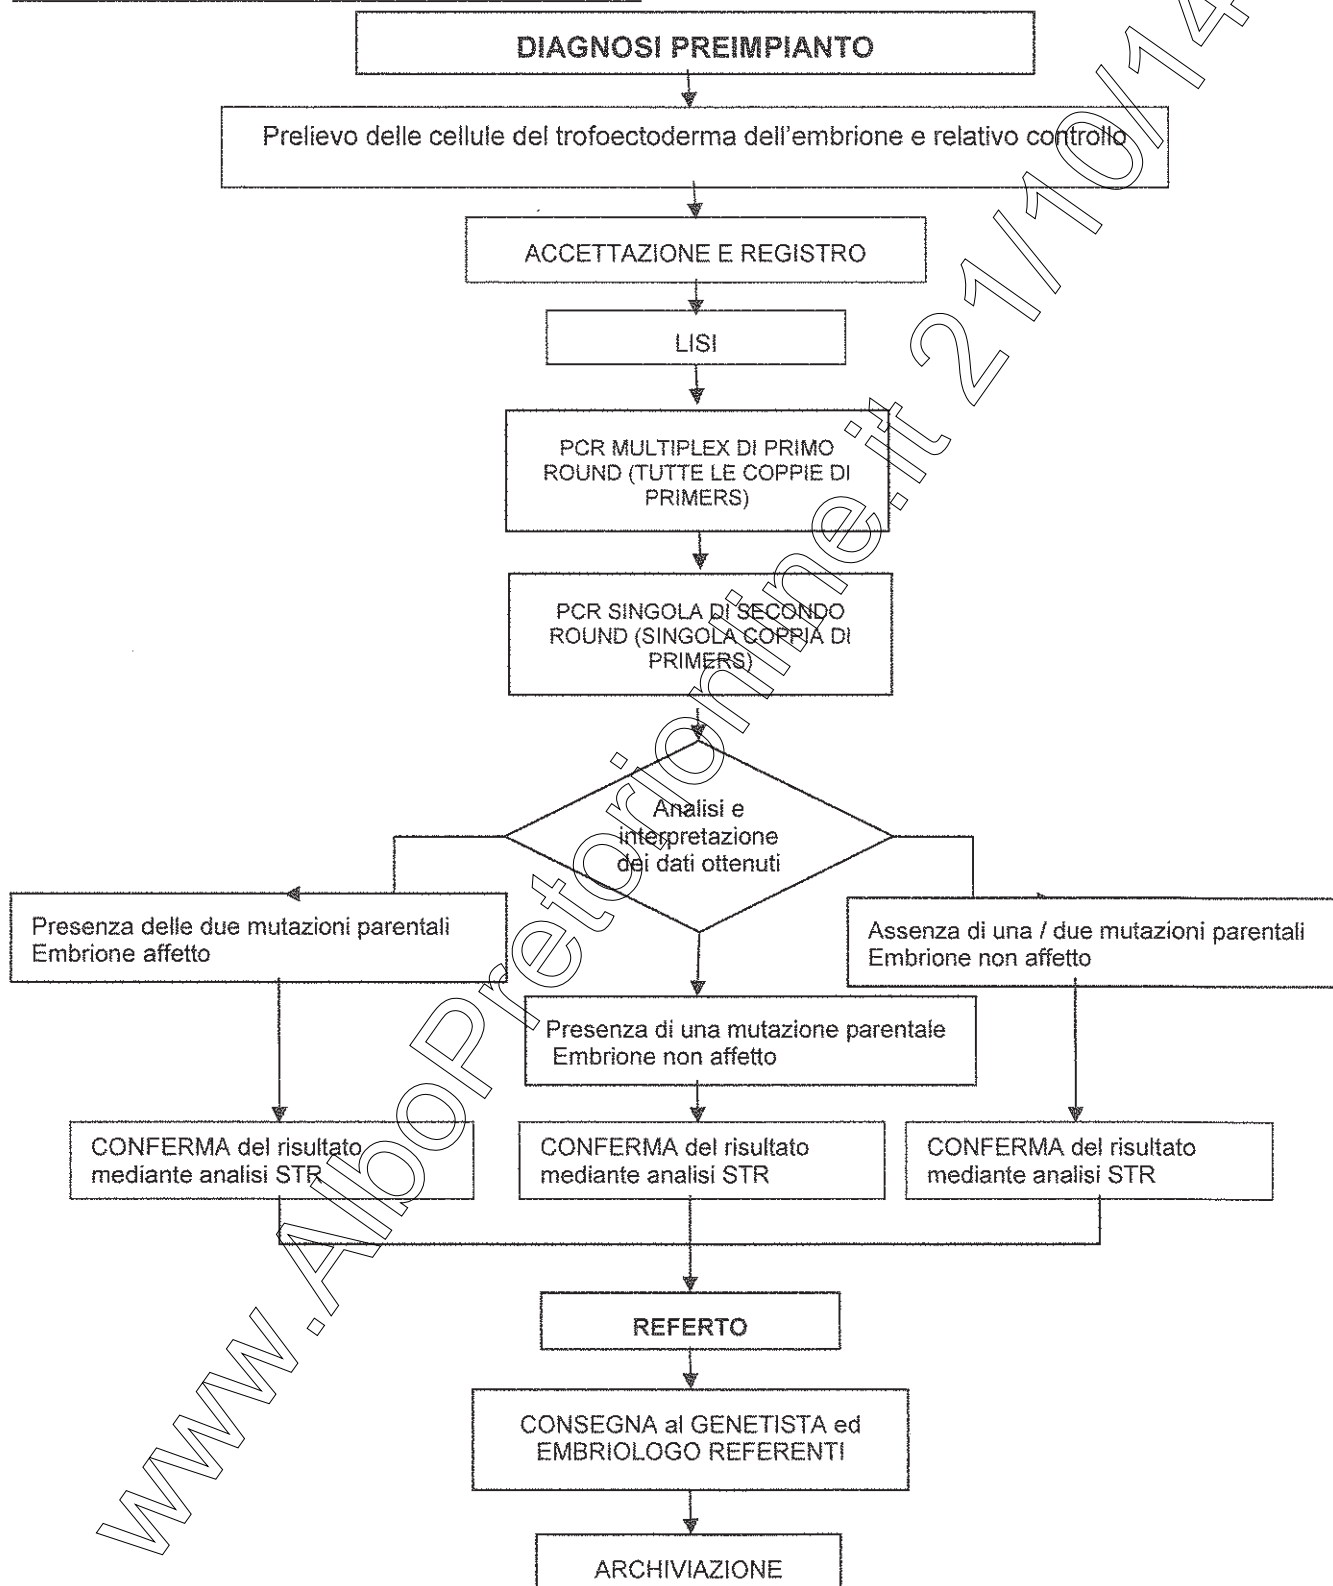 DIAGNOSI PREIMPIANTO
Prelievo delle cellule del trofoectoderma dell'embrione e relativo controllo
ACCETTAZIONE E REGISTRO
LISI
PCR MULTIPLEX DI PRIMO
ROUND (TUTTE LE COPPIE DI
PRIMERS)
PCR SINGOLA DI SECONDO
ROUND (SINGOLA COPPIA DI
PRIMERS)
Analisi e
interpretazione
dei dati ottenuti
Presenza delle due mutazioni parentali
Embrione affetto
Assenza di una / due mutazioni parentali
Embrione non affetto
Presenza di una mutazione parentale
Embrione non affetto
CONFERMA del risultato
mediante analisi STR
CONFERMA del risultato
mediante analisi STR
CONFERMA del risultato
mediante analisi STR
REFERTO
CONSEGNA al GENETISTA ed
EMBRIOLOGO REFERENTI
ARCHIVIAZIONE
www.AlboPretorionline.it 21/10/14